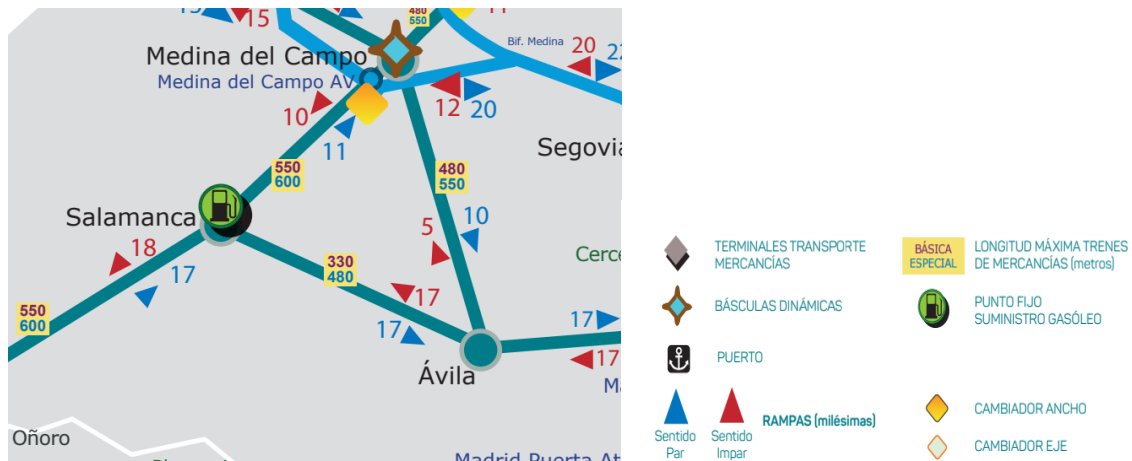 480
550
15
Medina del Campo
Medina del Campo AV
Bif. Medina
20
10
11
12
20
550
600
Segovia
480
550
Salamanca
5
10
18
17
330
480
17
17
17
17
550
600
Ávila
Oñoro
TERMINALES TRANSPORTE
MERCANCÍAS
BÁSICA
ESPECIAL
LONGITUD MÁXIMA TRENES
DE MERCANCÍAS (metros)
BÁSCULAS DINÁMICAS
PUNTO FIJO
SUMINISTRO GASÓLEO
PUERTO
RAMPAS (milésimas)
Sentido
Par
Sentido
Impar
CAMBIADOR ANCHO
CAMBIADOR EJE